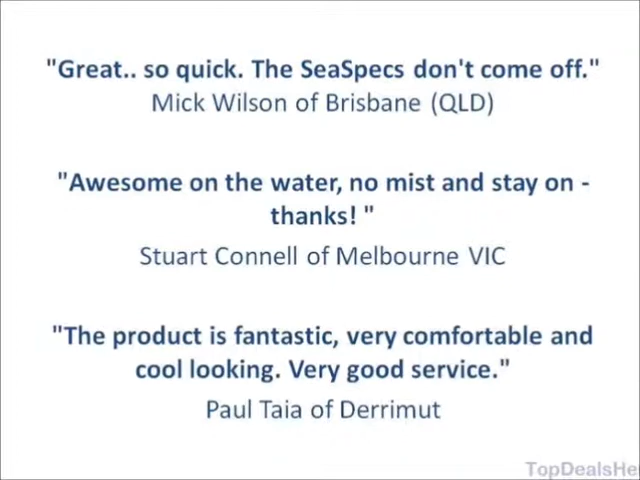 "Great.. so quick. The SeaSpecs don't come off."
Mick Wilson of Brisbane (QLD)
"Awesome on the water, no mist and stay on -
thanks! "
Stuart Connell of Melbourne VIC
"The product is fantastic, very comfortable and
cool looking. Very good service."
Paul Taia of Derrimut
TopDealsHer